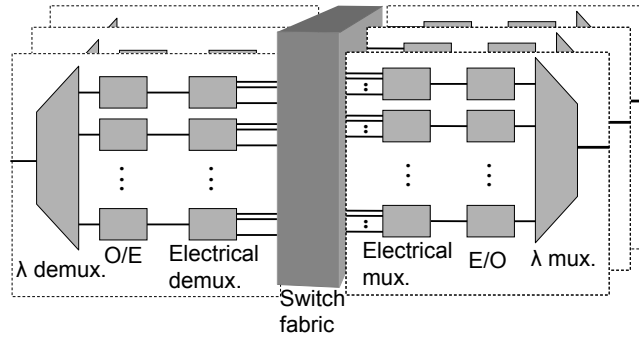 λ demux.
O/E
Electrical
demux.
Switch
fabric
Electrical
mux.
E/O
λ mux.